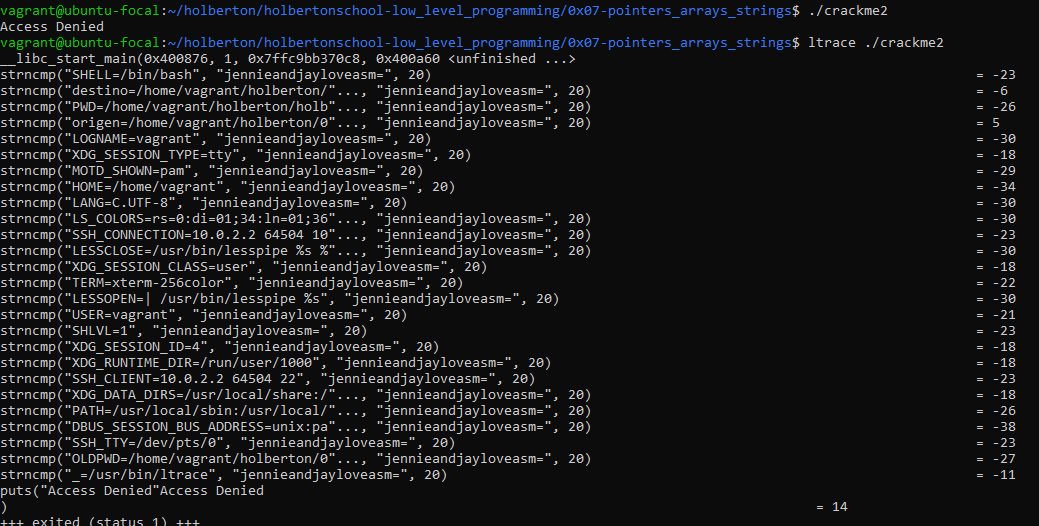 vagrant@ubuntu-focal:~/holberton/holbertonschool-low_level_programming/0x07-pointers_arrays_strings$ ./crackme2
Access Denied
vagrant@ubuntu-focal:~/holberton/holbertonschool-low_level_programming/0x07-pointers_arrays_strings$ ltrace ./crackme2
__libc_start_main(0x400876, 1, 0x7ffc9bb370c8, 0x400a60 <unfinished ...>
strncmp("SHELL=/bin/bash", "jennieandjayloveasm=", 20) = -23
strncmp("destino=/home/vagrant/holberton/"..., "jennieandjayloveasm=", 20) = -6
strncmp("PWD=/home/vagrant/holberton/holb"..., "jennieandjayloveasm=", 20) = -26
strncmp("origen=/home/vagrant/holberton/0"..., "jennieandjayloveasm=", 20) = 5
strncmp("LOGNAME=vagrant", "jennieandjayloveasm=", 20) = -30
strncmp("XDG_SESSION_TYPE=tty", "jennieandjayloveasm=", 20) = -18
strncmp("MOTD_SHOWN=pam", "jennieandjayloveasm=", 20) = -29
strncmp("HOME=/home/vagrant", "jennieandjayloveasm=", 20) = -34
strncmp("LANG=C.UTF-8", "jennieandjayloveasm=", 20) = -30
strncmp("LS_COLORS=rs=0:di=01;34:ln=01;36"..., "jennieandjayloveasm=", 20) = -30
strncmp("SSH_CONNECTION=10.0.2.2 64504 10"..., "jennieandjayloveasm=", 20) = -23
strncmp("LESSCLOSE=/usr/bin/lesspipe %s %"..., "jennieandjayloveasm=", 20) = -30
strncmp("XDG_SESSION_CLASS=user", "jennieandjayloveasm=", 20) = -18
strncmp("TERM=xterm-256color", "jennieandjayloveasm=", 20) = -22
strncmp("LESSOPEN=| /usr/bin/lesspipe %s", "jennieandjayloveasm=", 20) = -30
strncmp("USER=vagrant", "jennieandjayloveasm=", 20) = -21
strncmp("SHLVL=1", "jennieandjayloveasm=", 20) = -23
strncmp("XDG_SESSION_ID=4", "jennieandjayloveasm=", 20) = -18
strncmp("XDG_RUNTIME_DIR=/run/user/1000", "jennieandjayloveasm=", 20) = -18
strncmp("SSH_CLIENT=10.0.2.2 64504 22", "jennieandjayloveasm=", 20) = -23
strncmp("XDG_DATA_DIRS=/usr/local/share:/"..., "jennieandjayloveasm=", 20) = -18
strncmp("PATH=/usr/local/sbin:/usr/local/"..., "jennieandjayloveasm=", 20) = -26
strncmp("DBUS_SESSION_BUS_ADDRESS=unix:pa"..., "jennieandjayloveasm=", 20) = -38
strncmp("SSH_TTY=/dev/pts/0", "jennieandjayloveasm=", 20) = -23
strncmp("OLDPWD=/home/vagrant/holberton/0"..., "jennieandjayloveasm=", 20) = -27
strncmp("_=/usr/bin/ltrace", "jennieandjayloveasm=", 20) = -11
puts("Access Denied"Access Denied
) = 14
+++ exited (status 1) +++